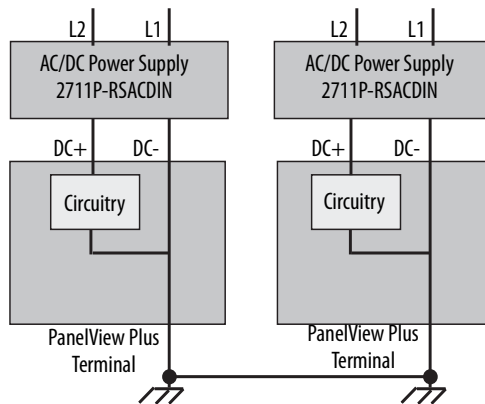 L2 L1
AC/DC Power Supply
2711P-RSACDIN
DC+ DC-
Circuitry
PanelView Plus
Terminal
L2 L1
AC/DC Power Supply
2711P-RSACDIN
DC+ DC-
Circuitry
PanelView Plus
Terminal